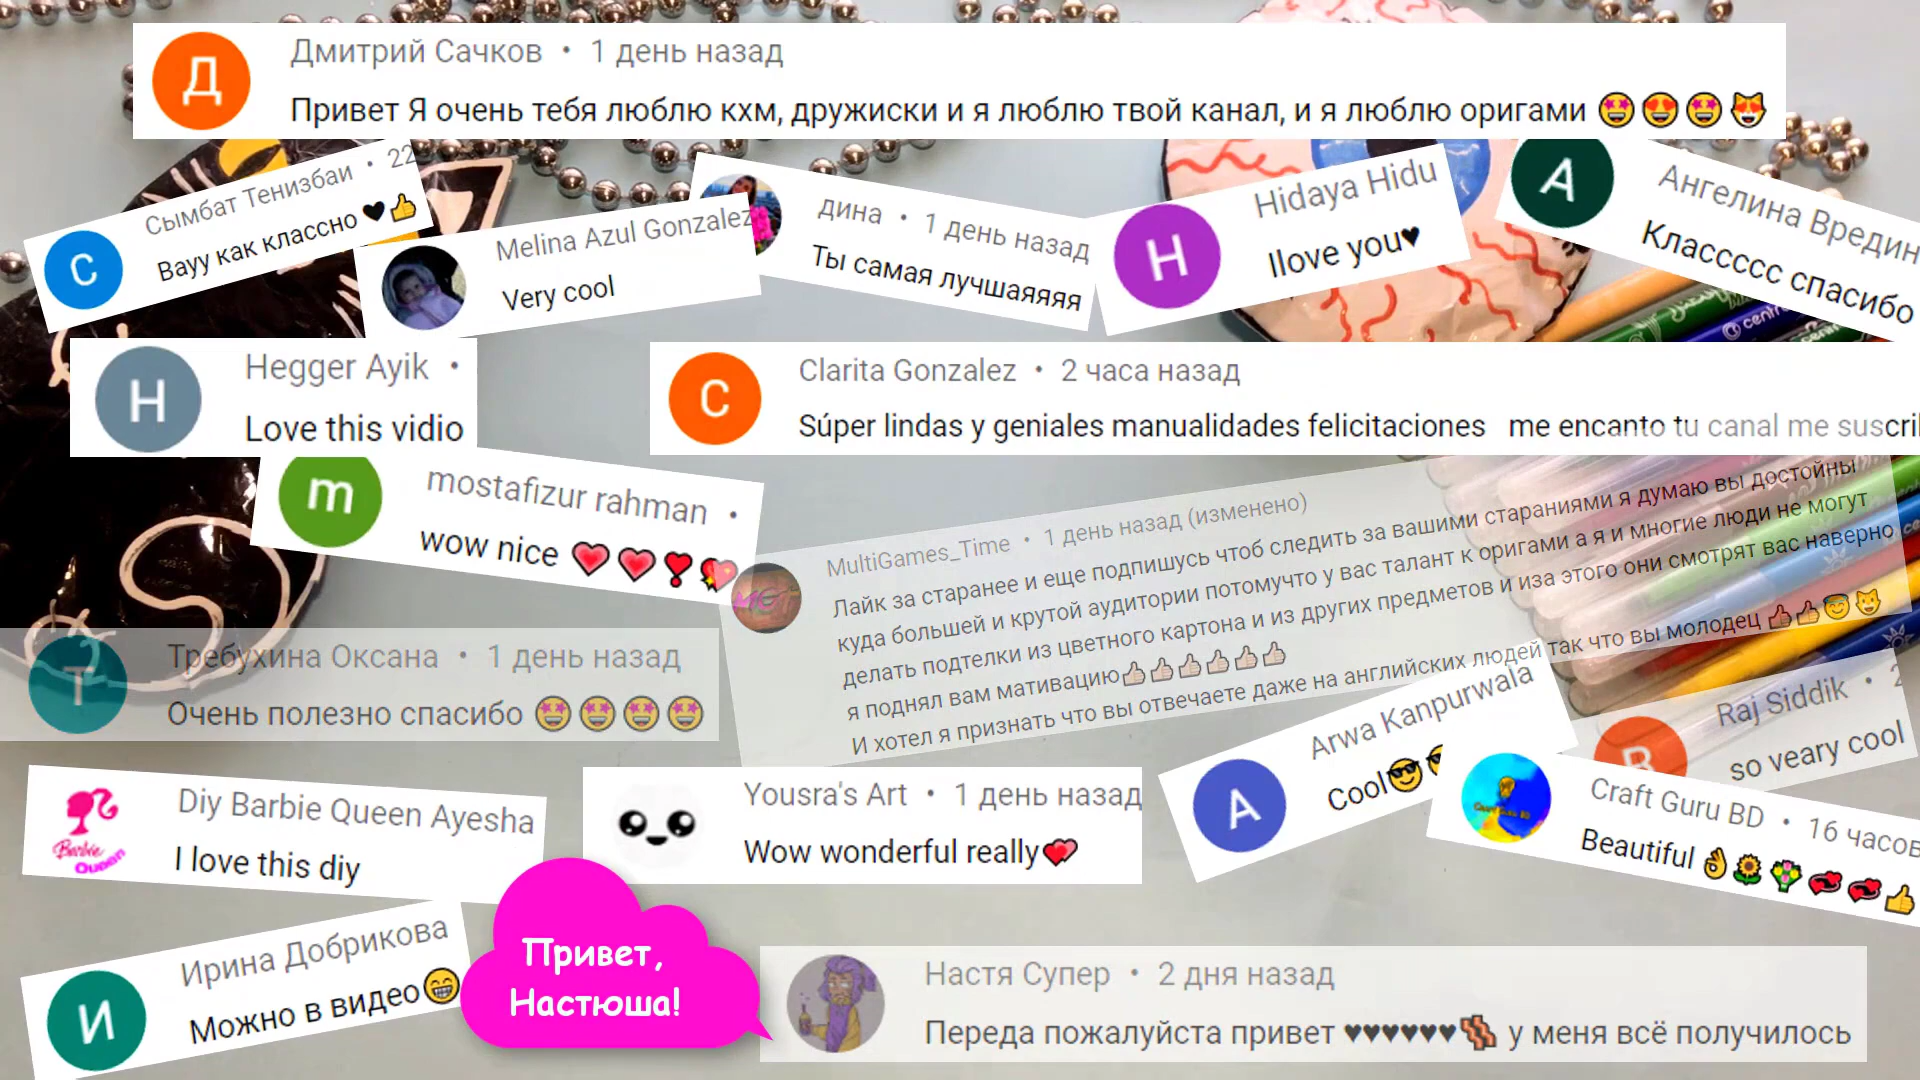 Д
Дмитрий Сачков • 1 день назад
Привет Я очень тебя люблю кхм, дружиски и я люблю твой канал, и я люблю оригами 🤩😍🤩😻
С
Сымбат Тенизбаи • 22
Вауу как классно 🖤👍
Melina Azul Gonzalez
Very cool
дина • 1 день назад
Ты самая лучшаяяяя
H
Hidaya Hidu
Ilove you♥
А
Ангелина Вредин
Класссcс спасибо
H
Hegger Ayik •
Love this vidio
C
Clarita Gonzalez • 2 часа назад
Súper lindas y geniales manualidades felicitaciones me encanto tu canal me suscri
m
mostafizur rahman •
wow nice ❤️❤️❣️💖
MultiGames_Time • 1 день назад (изменено)
Лайк за старанее и еще подпишусь чтоб следить за вашими стараниями я думаю вы достойны
куда большей и крутой аудитории потомучто у вас талант к оригами а я и многие люди не могут
делать подтелки из цветного картона и из других предметов и иза этого они смотрят вас наверно
я поднял вам мативацию👍👍👍👍👍👍
И хотел я признать что вы отвечаете даже на английских людей так что вы молодец 👍👍😇😺
Т
Требухина Оксана • 1 день назад
Очень полезно спасибо 🤩🤩🤩🤩
Arwa Kanpurwala
A
Cool😎😎
Raj Siddik • 2
R
so veary cool
Barbie
Queen
Diy Barbie Queen Ayesha
I love this diy
Yousra's Art • 1 день назад
Wow wonderful really💕
Craft Guru BD • 16 часов
Beautiful 👌🌻💐💞💞👍
И
Ирина Добрикова
Можно в видео😁
Привет,
Настюша!
Настя Супер • 2 дня назад
Переда пожалуйста привет ♥♥♥♥♥♥🥓 у меня всё получилось